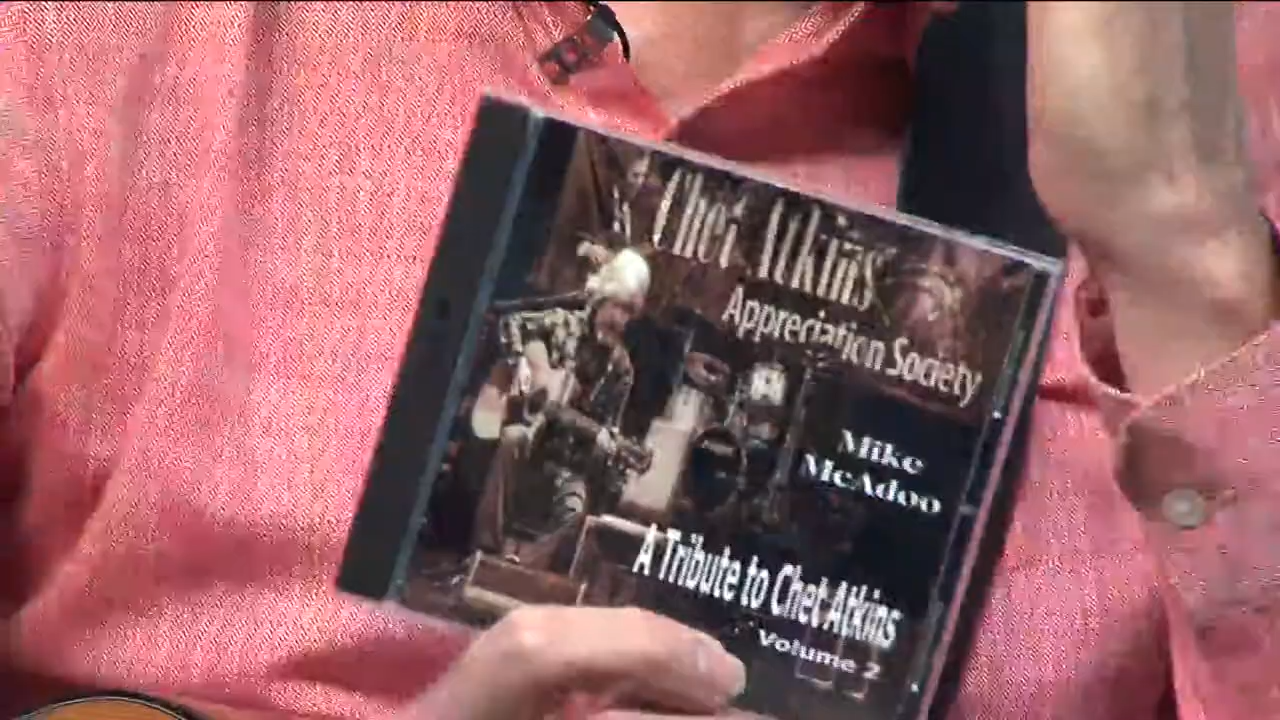 Chet Atkins
Appreciation Society
Mike
McAdoo
A Tribute to Chet Atkins
Volume 2